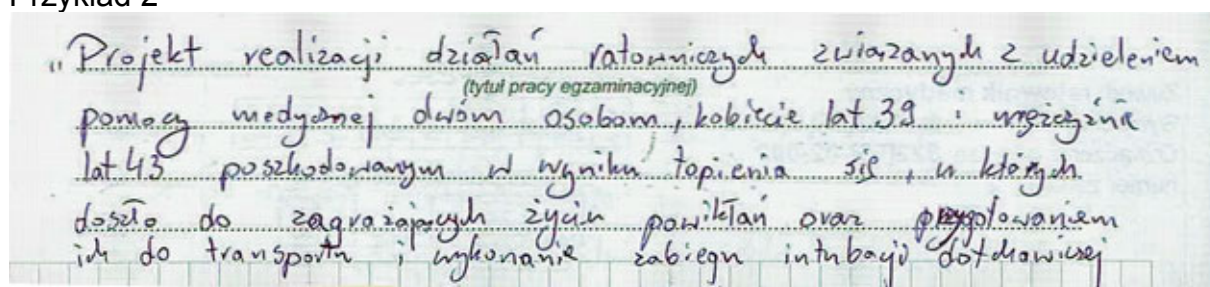 Przykład 2
„Projekt realizacji działań ratowniczych związanych z udzieleniem
(tytuł pracy egzaminacyjnej)
pomocy medycznej dwóm osobom, kobiecie lat 39 i mężczyźnie
lat 43 poszkodowanym w wyniku topienia się, u których
doszło do zagrażających życiu powikłań oraz przygotowaniem
ich do transportu i wykonanie zabiegu intubacji dotchawiczej